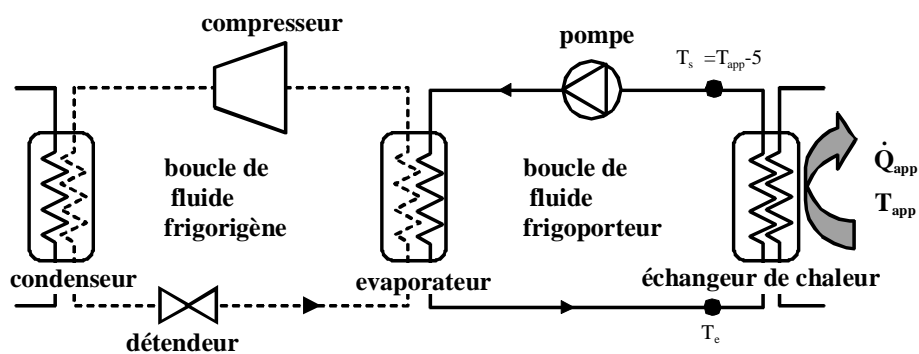 compresseur
pompe
T_s =T_app-5
boucle de
fluide
frigorigène
boucle de
fluide
frigoporteur
Q̇_app
T_app
condenseur
evaporateur
échangeur de chaleur
détendeur
T_e